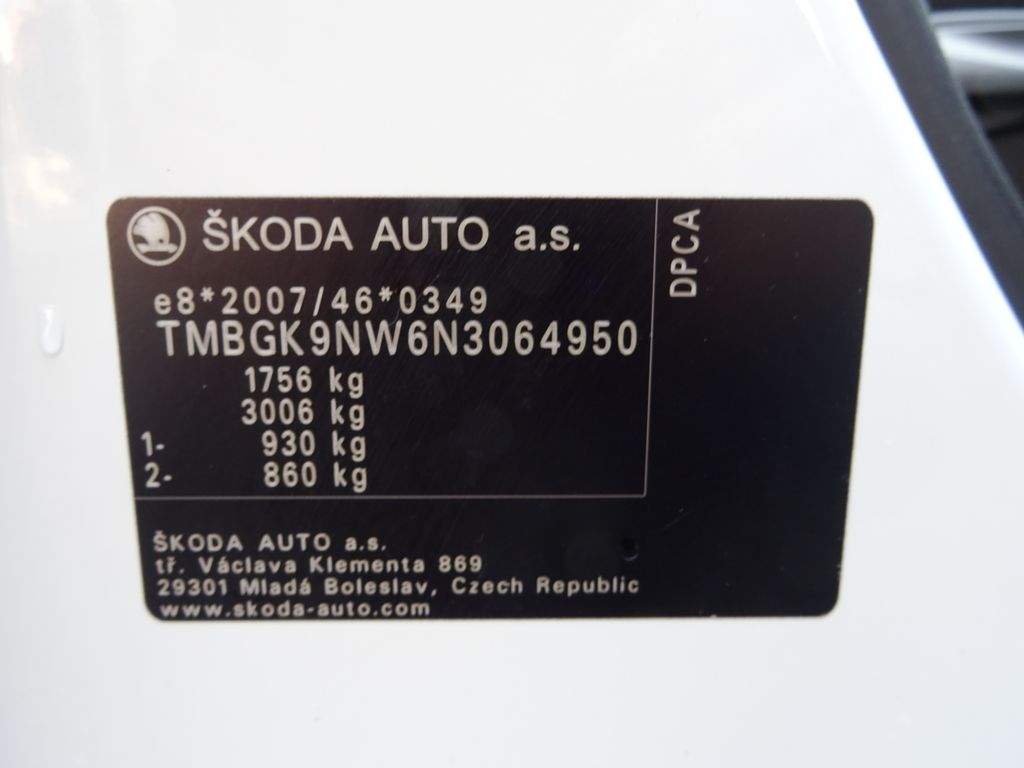 ŠKODA AUTO a.s.
DPCA
e8*2007/46*0349
TMBGK9NW6N3064950
1756 kg
3006 kg
1- 930 kg
2- 860 kg
ŠKODA AUTO a.s.
tř. Václava Klementa 869
29301 Mladá Boleslav, Czech Republic
www.skoda-auto.com